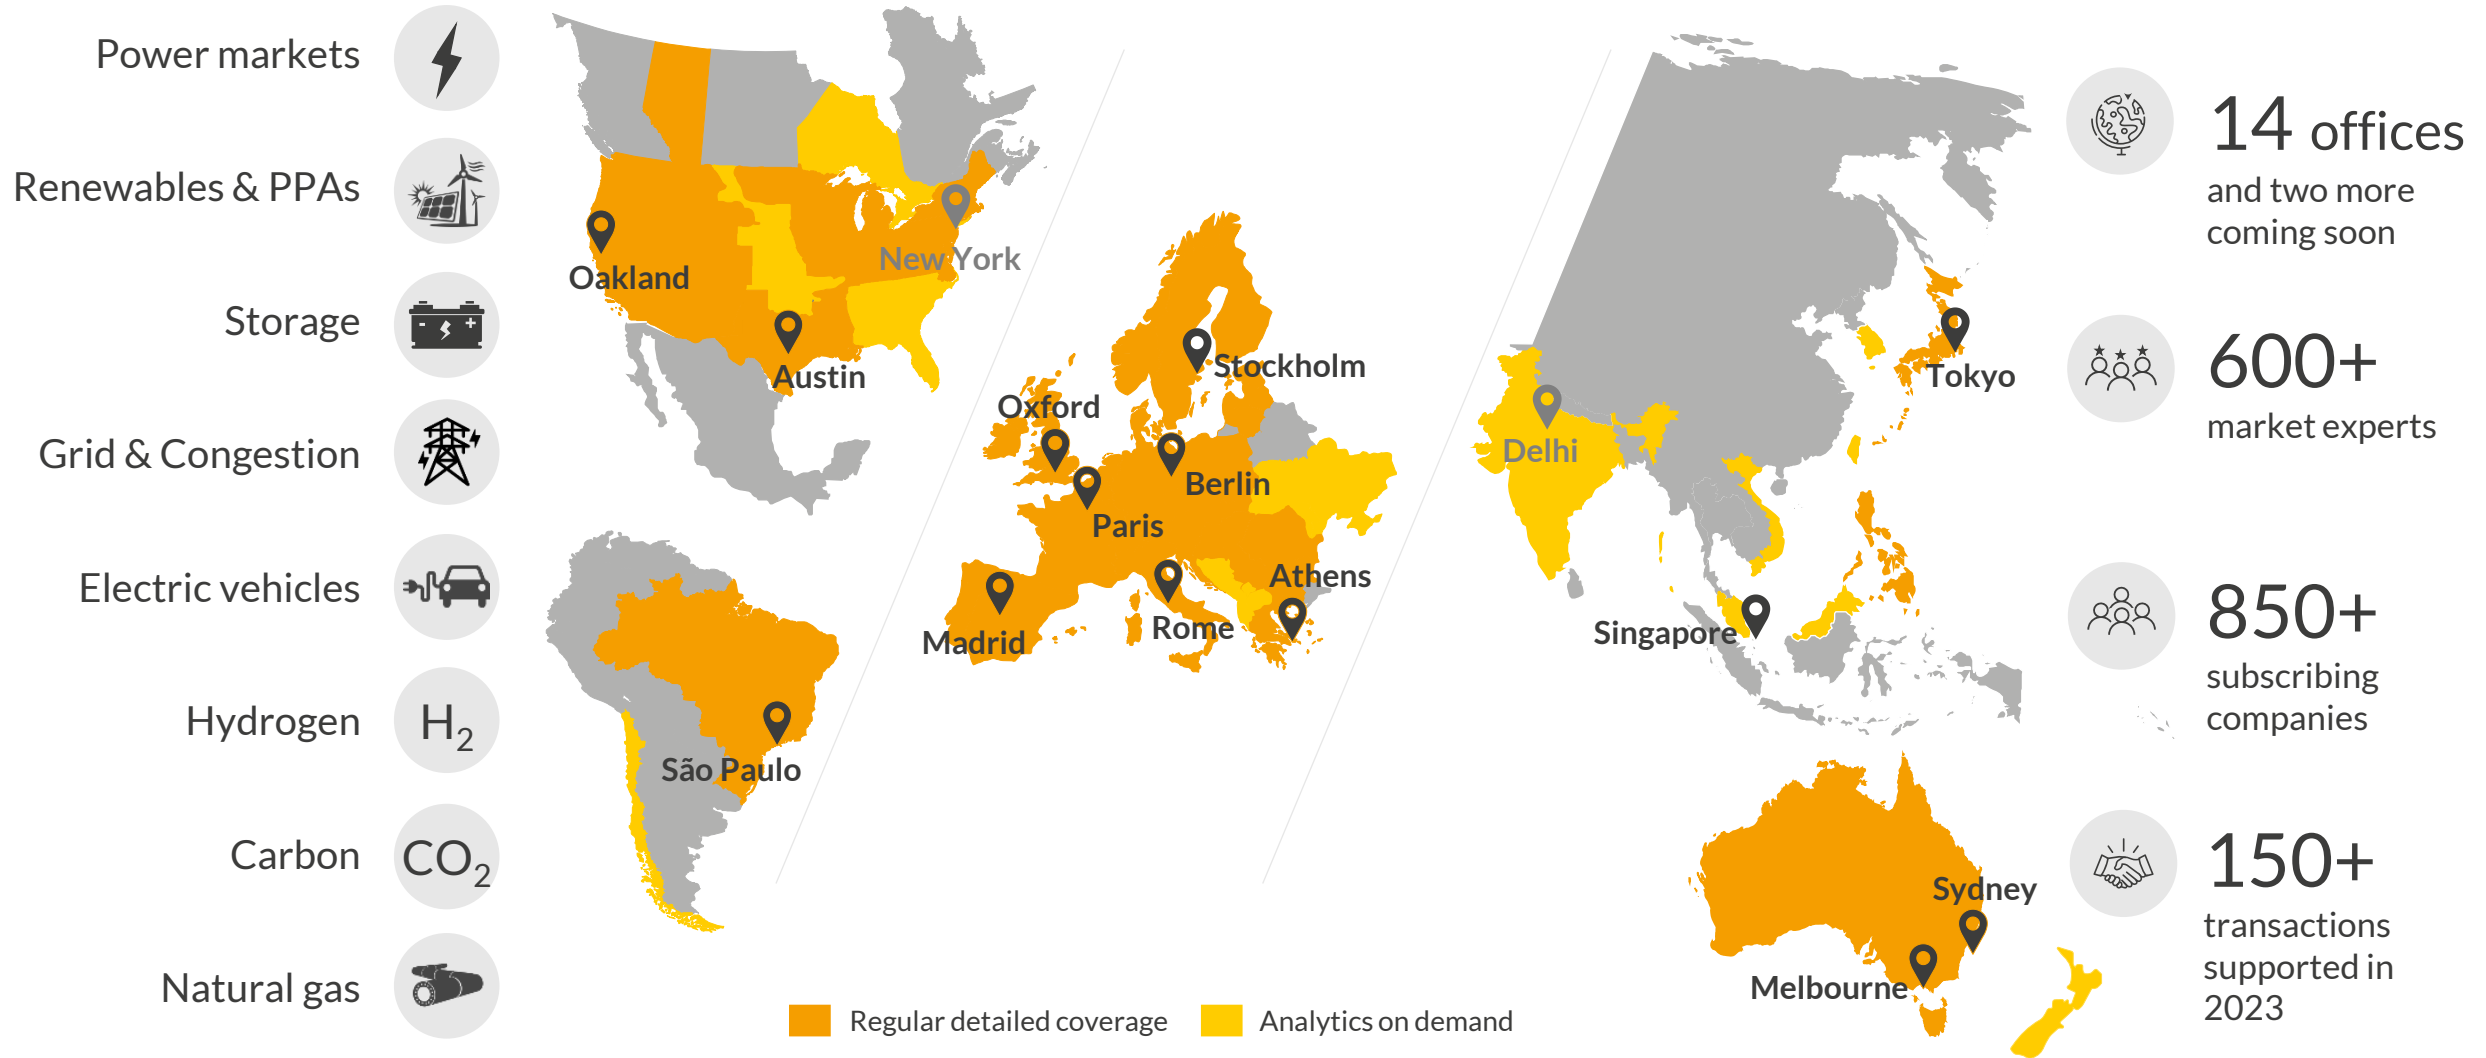 Power markets
Renewables & PPAs
Storage
Grid & Congestion
Electric vehicles
Hydrogen
H2
Carbon
CO2
Natural gas
Oakland
New York
Austin
São Paulo
Stockholm
Oxford
Berlin
Paris
Athens
Madrid
Rome
Tokyo
Delhi
Singapore
Sydney
Melbourne
Regular detailed coverage
Analytics on demand
14 offices
and two more
coming soon
600+
market experts
850+
subscribing
companies
150+
transactions
supported in
2023